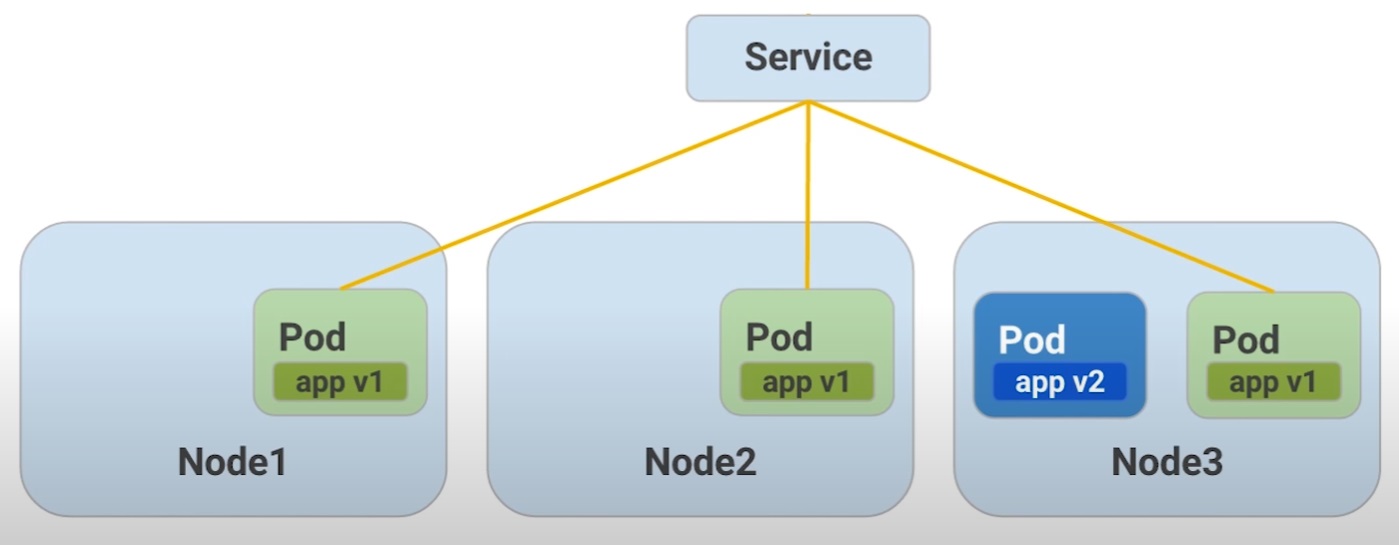 Service
Pod
app v1
Node1
Pod
app v1
Node2
Pod
app v2
Pod
app v1
Node3